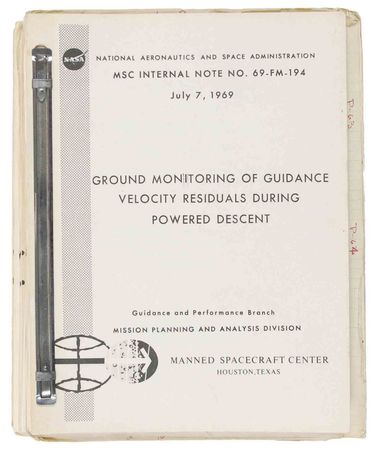 NASA
NATIONAL AERONAUTICS AND SPACE ADMINISTRATION
MSC INTERNAL NOTE NO. 69-FM-194
July 7, 1969
GROUND MONITORING OF GUIDANCE
VELOCITY RESIDUALS DURING
POWERED DESCENT
Guidance and Performance Branch
MISSION PLANNING AND ANALYSIS DIVISION
MANNED SPACECRAFT CENTER
HOUSTON, TEXAS
P-63
P-64